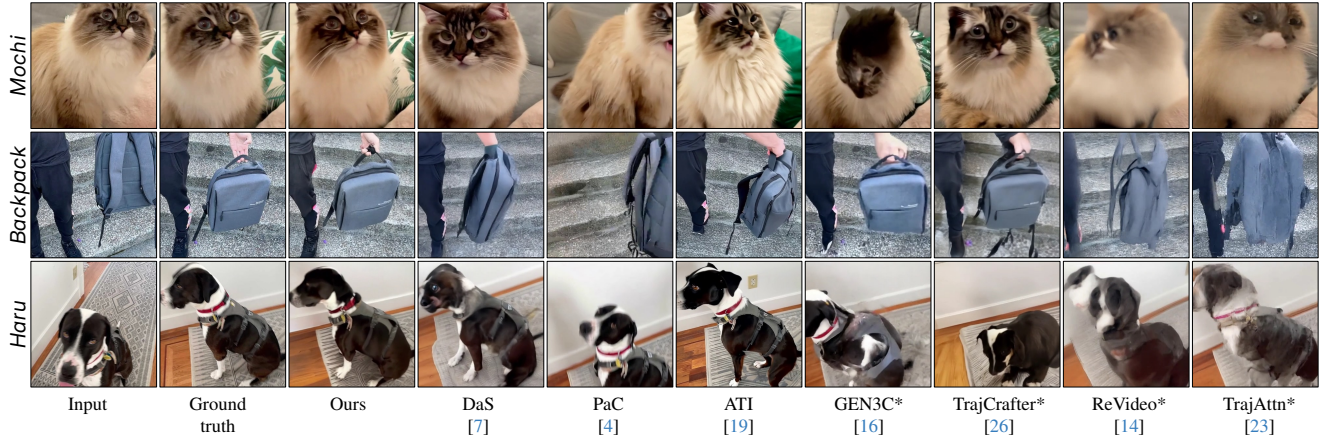 Mochi
Backpack
Haru
Input Ground truth Ours DaS [7] PaC [4] ATI [19] GEN3C* [16] TrajCrafter* [26] ReVideo* [14] TrajAttn* [23]